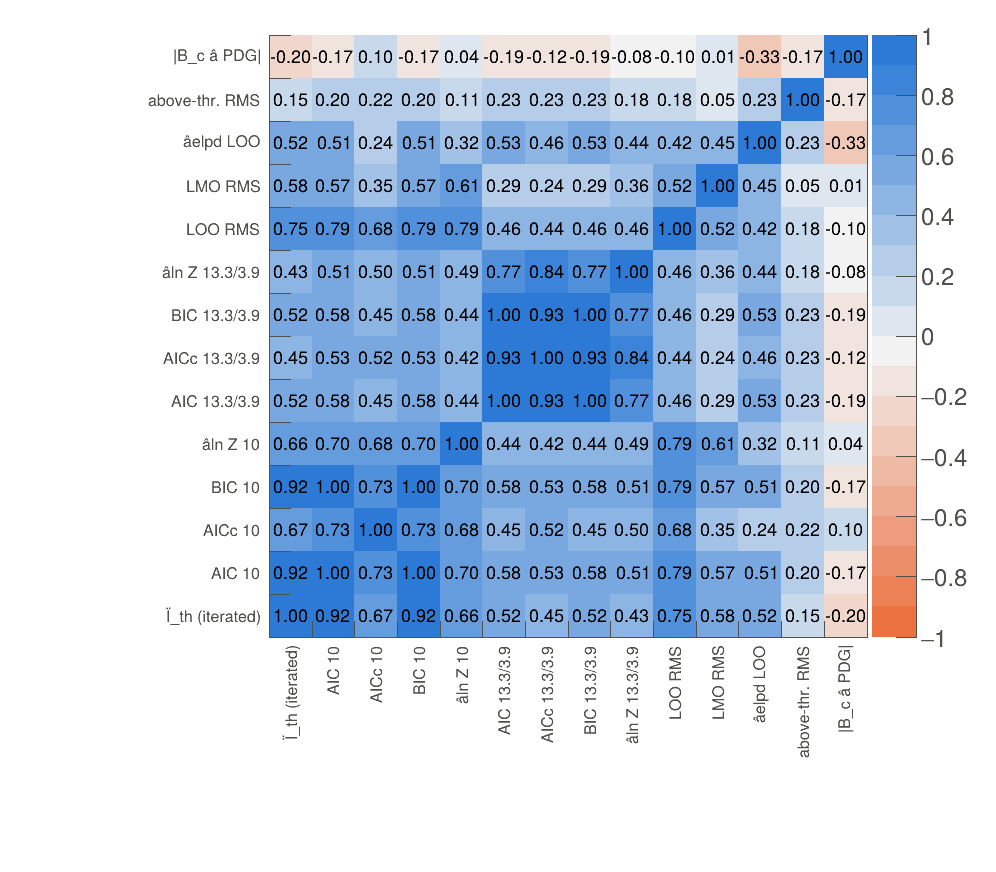 |B_c â PDG| -0.20 -0.17 0.10 -0.17 0.04 -0.19 -0.12 -0.19 -0.08 -0.10 0.01 -0.33 -0.17 1.00
above-thr. RMS 0.15 0.20 0.22 0.20 0.11 0.23 0.23 0.23 0.18 0.18 0.05 0.23 1.00 -0.17
âelpd LOO 0.52 0.51 0.24 0.51 0.32 0.53 0.46 0.53 0.44 0.42 0.45 1.00 0.23 -0.33
LMO RMS 0.58 0.57 0.35 0.57 0.61 0.29 0.24 0.29 0.36 0.52 1.00 0.45 0.05 0.01
LOO RMS 0.75 0.79 0.68 0.79 0.79 0.46 0.44 0.46 0.46 1.00 0.52 0.42 0.18 -0.10
âln Z 13.3/3.9 0.43 0.51 0.50 0.51 0.49 0.77 0.84 0.77 1.00 0.46 0.36 0.44 0.18 -0.08
BIC 13.3/3.9 0.52 0.58 0.45 0.58 0.44 1.00 0.93 1.00 0.77 0.46 0.29 0.53 0.23 -0.19
AICc 13.3/3.9 0.45 0.53 0.52 0.53 0.42 0.93 1.00 0.93 0.84 0.44 0.24 0.46 0.23 -0.12
AIC 13.3/3.9 0.52 0.58 0.45 0.58 0.44 1.00 0.93 1.00 0.77 0.46 0.29 0.53 0.23 -0.19
âln Z 10 0.66 0.70 0.68 0.70 1.00 0.44 0.42 0.44 0.49 0.79 0.61 0.32 0.11 0.04
BIC 10 0.92 1.00 0.73 1.00 0.70 0.58 0.53 0.58 0.51 0.79 0.57 0.51 0.20 -0.17
AICc 10 0.67 0.73 1.00 0.73 0.68 0.45 0.52 0.45 0.50 0.68 0.35 0.24 0.22 0.10
AIC 10 0.92 1.00 0.73 1.00 0.70 0.58 0.53 0.58 0.51 0.79 0.57 0.51 0.20 -0.17
Ï_th (iterated) 1.00 0.92 0.67 0.92 0.66 0.52 0.45 0.52 0.43 0.75 0.58 0.52 0.15 -0.20
Ï_th (iterated)
AIC 10
AICc 10
BIC 10
âln Z 10
AIC 13.3/3.9
AICc 13.3/3.9
BIC 13.3/3.9
âln Z 13.3/3.9
LOO RMS
LMO RMS
âelpd LOO
above-thr. RMS
|B_c â PDG|
1
0.8
0.6
0.4
0.2
0
−0.2
−0.4
−0.6
−0.8
−1